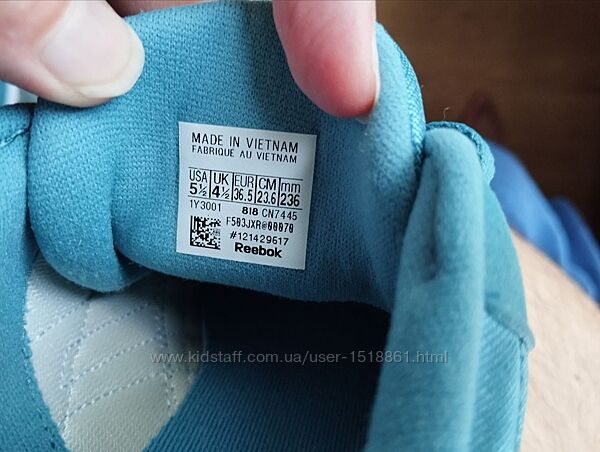 MADE IN VIETNAM
FABRIQUE AU VIETNAM
USA UK EUR CM mm
5½ 4½ 36.5 23.6 236
1Y3001 818 CN7445
F503JXR@00070
#121429617
Reebok
www.kidstaff.com.ua/user-1518861.html